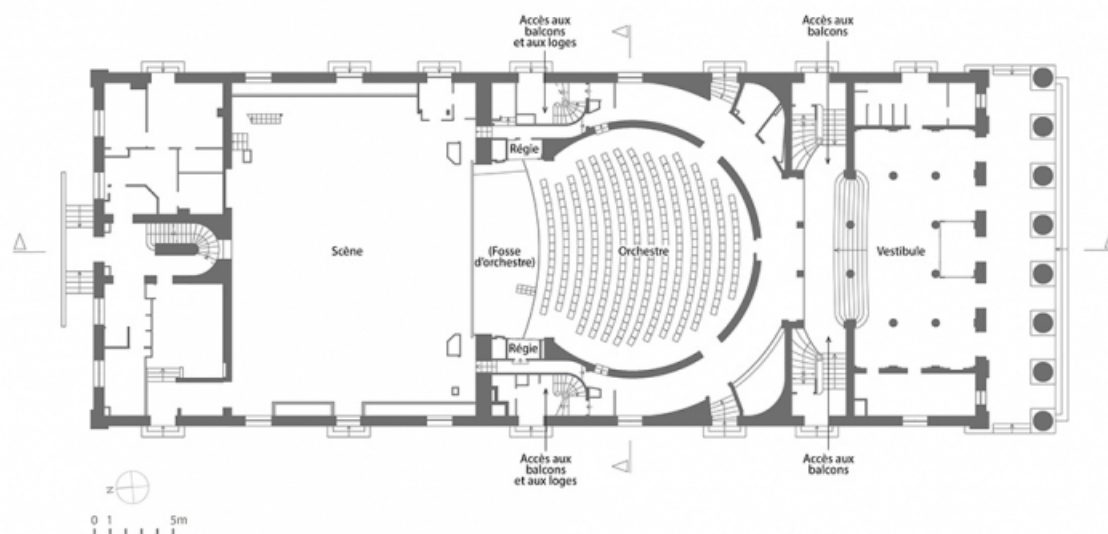 Accès aux
balcons
et aux loges
Accès aux
balcons
Régie
Scène
(Fosse
d'orchestre)
Orchestre
Vestibule
Régie
Accès aux
balcons
et aux loges
Accès aux
balcons
N
0 1 5m